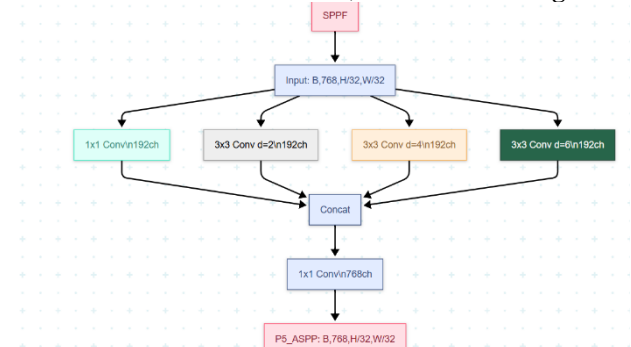 SPPF
Input: B,768,H/32,W/32
1x1 Conv\n192ch
3x3 Conv d=2\n192ch
3x3 Conv d=4\n192ch
3x3 Conv d=6\n192ch
Concat
1x1 Conv\n768ch
P5_ASPP: B,768,H/32,W/32